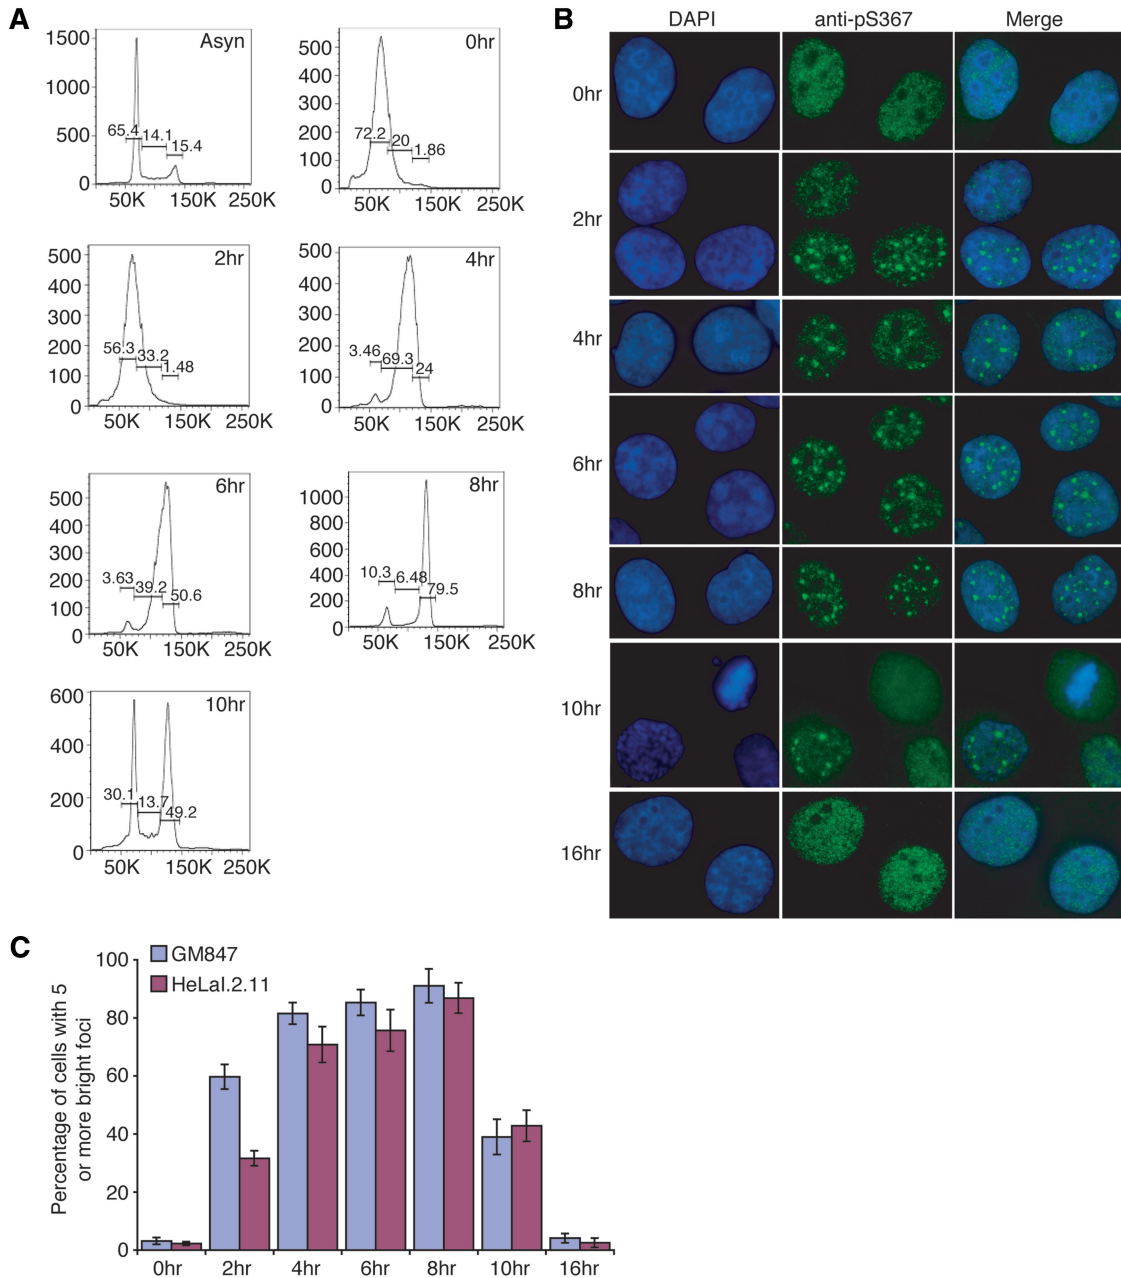 A
Asyn
1500
1000
500
0
65.4
14.1
15.4
50K
150K
250K
0hr
500
400
300
200
100
0
72.2
20
1.86
50K
150K
250K
2hr
500
400
300
200
100
0
56.3
33.2
1.48
50K
150K
250K
4hr
500
400
300
200
100
0
3.46
69.3
24
50K
150K
250K
6hr
500
400
300
200
100
0
3.63
39.2
50.6
50K
150K
250K
8hr
1000
800
600
400
200
0
10.3
6.48
79.5
50K
150K
250K
10hr
600
400
200
0
30.1
13.7
49.2
50K
150K
250K
B
DAPI
anti-pS367
Merge
0hr
2hr
4hr
6hr
8hr
10hr
16hr
C
GM847
HeLaI.2.11
Percentage of cells with 5
or more bright foci
100
80
60
40
20
0
0hr
2hr
4hr
6hr
8hr
10hr
16hr